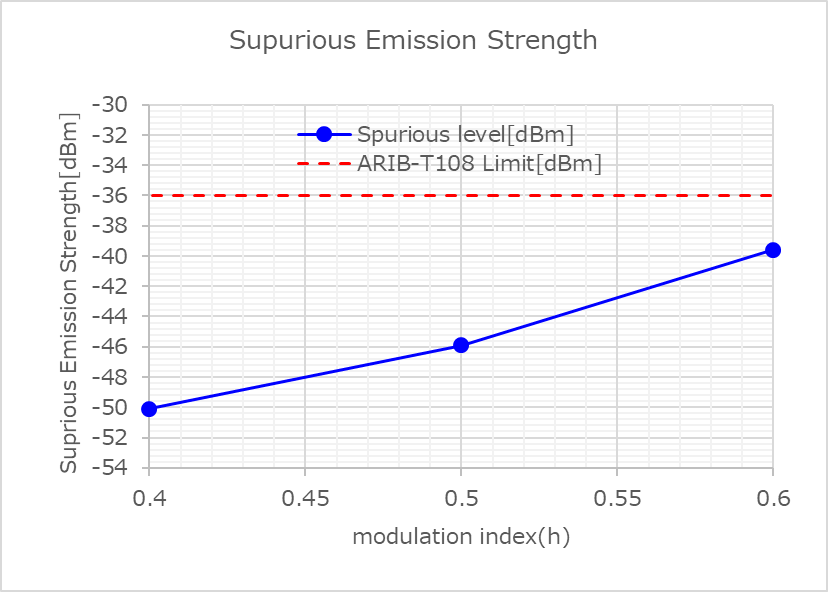 Supurious Emission Strength
Suprious Emission Strength[dBm]
-30
-32
-34
-36
-38
-40
-42
-44
-46
-48
-50
-52
-54
Spurious level[dBm]
ARIB-T108 Limit[dBm]
0.4 0.45 0.5 0.55 0.6
modulation index(h)